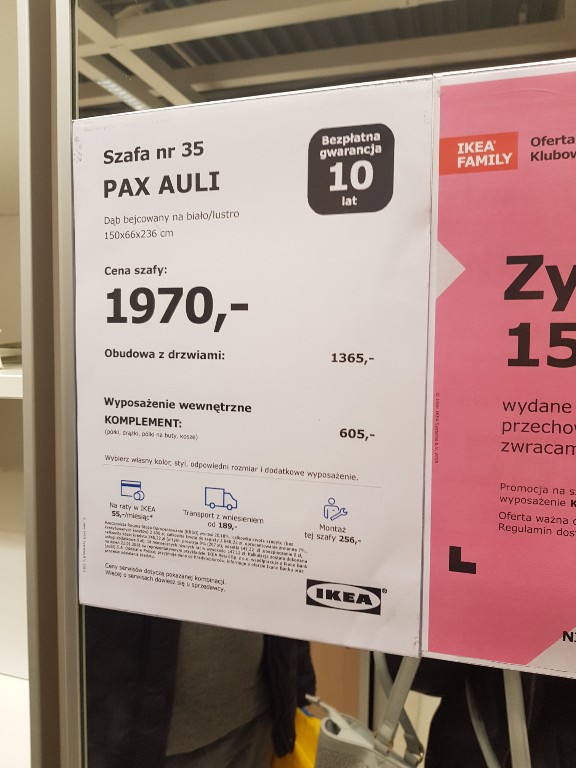 Szafa nr 35
PAX AULI
Dąb bejcowany na biało/lustro
150x66x236 cm
Bezpłatna
gwarancja
10
lat
Cena szafy:
1970,-
Obudowa z drzwiami: 1365,-
Wyposażenie wewnętrzne
KOMPLEMENT: 605,-
(półki, drążki, półki na buty, kosze)
Wybierz własny kolor, styl, odpowiedni rozmiar i dodatkowe wyposażenie.
Na raty w IKEA
55,-/miesiąc*
Transport z wniesieniem
od 189,-
Montaż
tej szafy 256,-
Ceny serwisów dotyczą pokazanej kombinacji.
Więcej o serwisach dowiesz się u sprzedawcy.
IKEA
IKEA
FAMILY
Oferta
Klubow
Zy
15
wydane
przechow
zwracam
Promocja na s
wyposażenie K
Oferta ważna
Regulamin dos
NI